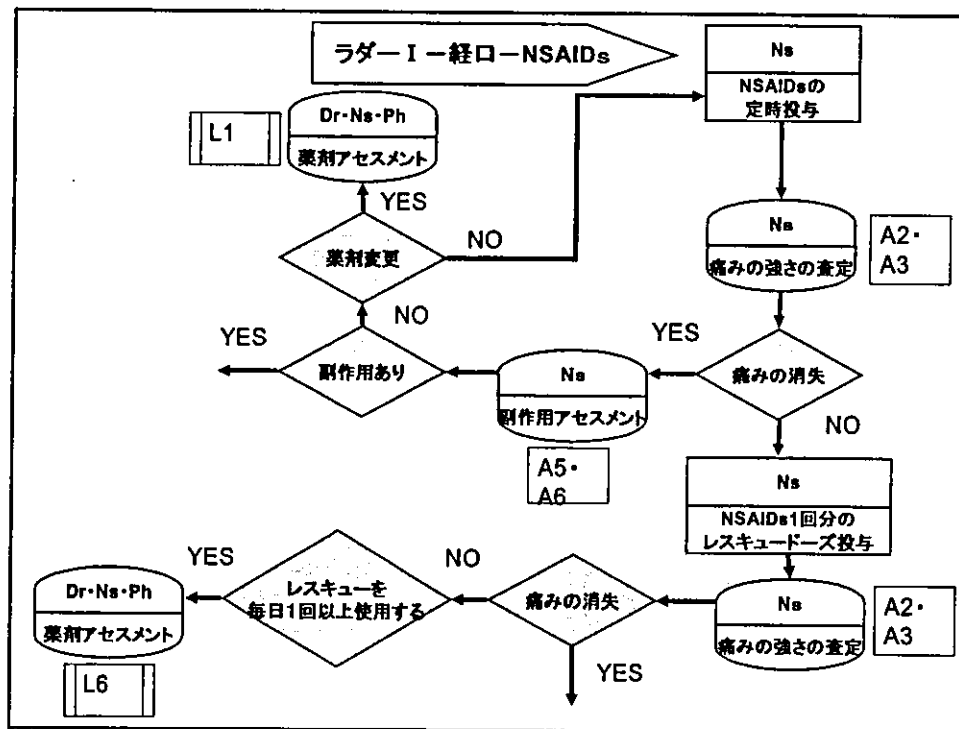 ラダーⅠ-経口-NSAIDs
Ns
NSAIDsの
定時投与
Dr・Ns・Ph
薬剤アセスメント
L1
YES
薬剤変更
NO
Ns
痛みの強さの査定
A2・
A3
YES
NO
副作用あり
Ns
副作用アセスメント
A5・
A6
YES
痛みの消失
NO
Ns
NSAIDs1回分の
レスキュードーズ投与
Ns
痛みの強さの査定
A2・
A3
痛みの消失
YES
NO
レスキューを
毎日1回以上使用する
YES
Dr・Ns・Ph
薬剤アセスメント
L6